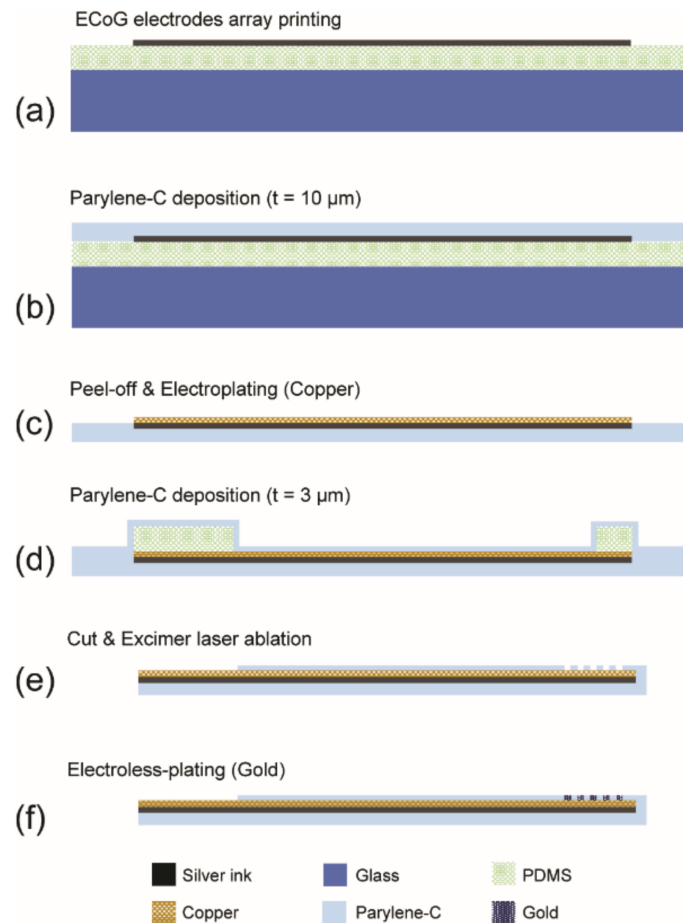 ECoG electrodes array printing
(a)
Parylene-C deposition (t = 10 μm)
(b)
Peel-off & Electroplating (Copper)
(c)
Parylene-C deposition (t = 3 μm)
(d)
Cut & Excimer laser ablation
(e)
Electroless-plating (Gold)
(f)
Silver ink Glass PDMS
Copper Parylene-C Gold